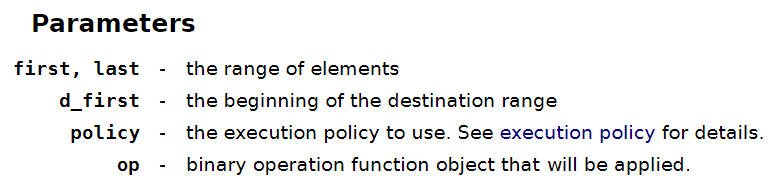 Parameters
first, last - the range of elements
d_first - the beginning of the destination range
policy - the execution policy to use. See execution policy for details.
op - binary operation function object that will be applied.